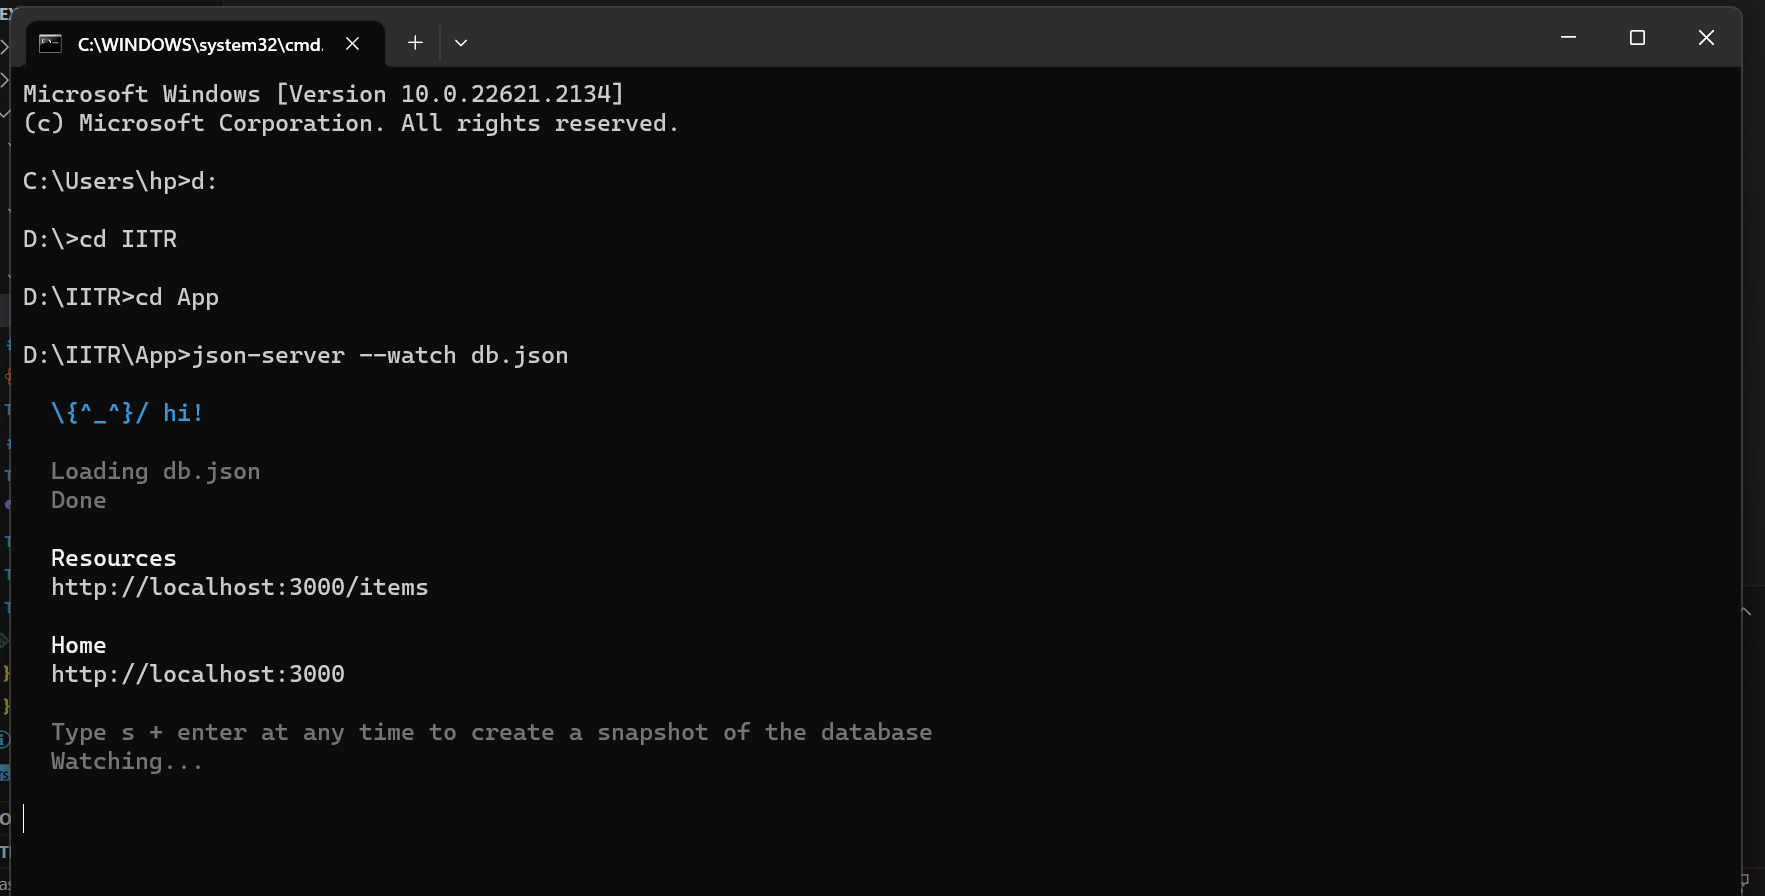 C:\WINDOWS\system32\cmd.
Microsoft Windows [Version 10.0.22621.2134]
(c) Microsoft Corporation. All rights reserved.
C:\Users\hp>d:
D:\>cd IITR
D:\IITR>cd App
D:\IITR\App>json-server --watch db.json
\{^_^}/ hi!
Loading db.json
Done
Resources
http://localhost:3000/items
Home
http://localhost:3000
Type s + enter at any time to create a snapshot of the database
Watching...